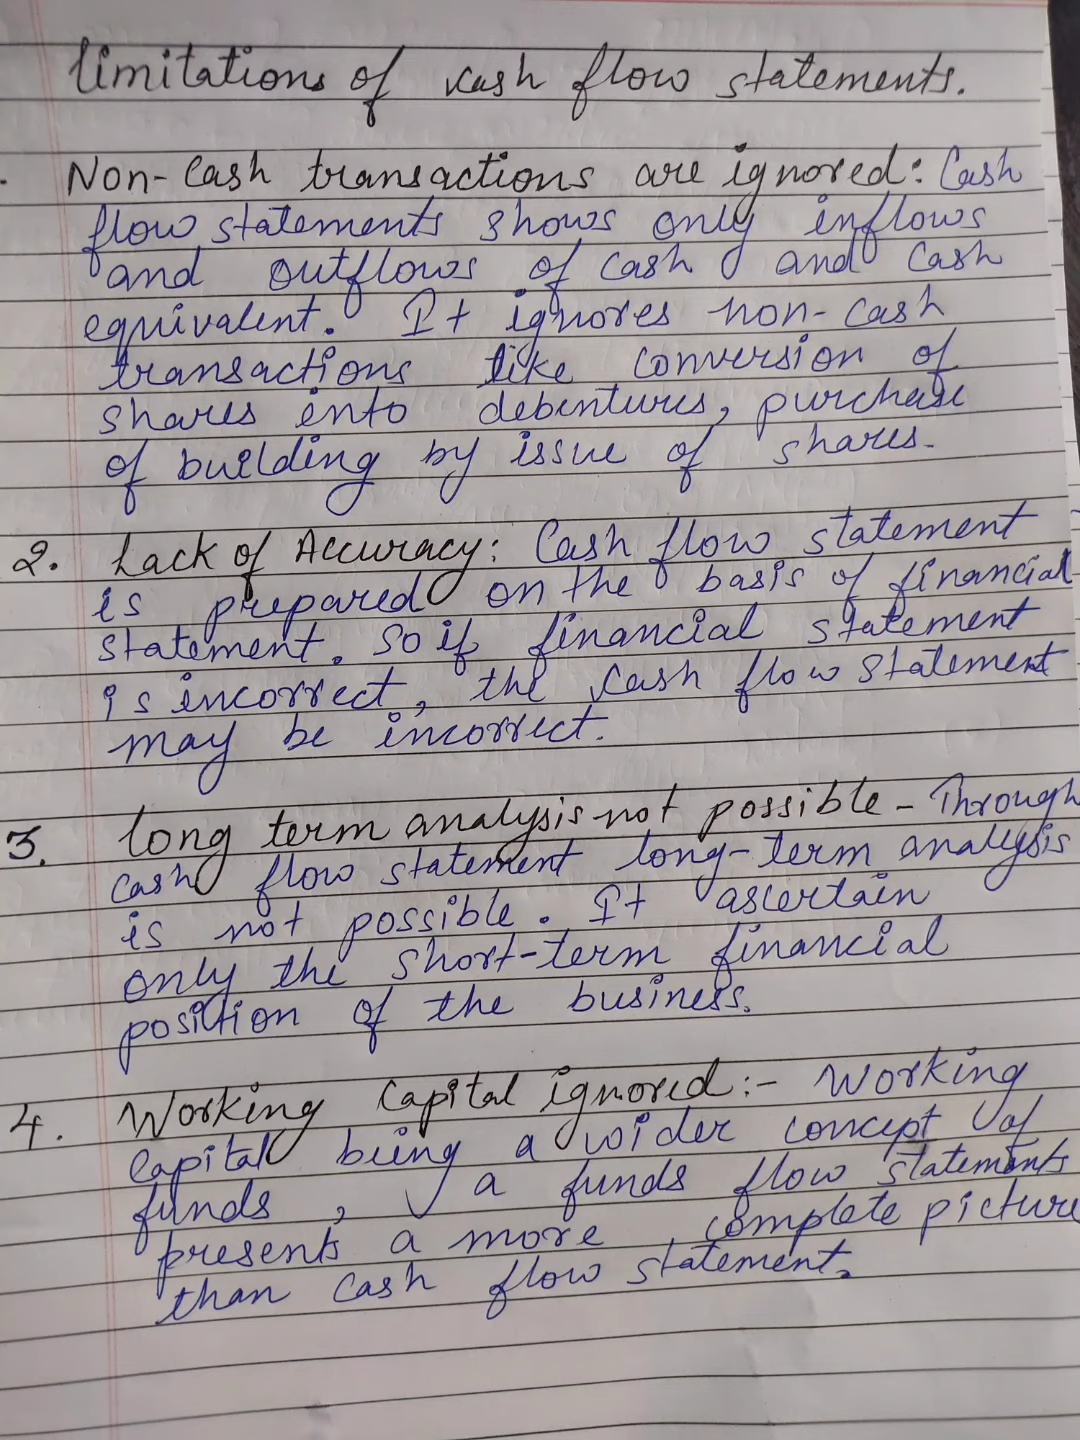 limitations of cash flow statements.
Non-Cash transactions are ignored: Cash
flow statements shows only inflows
and outflows of cash and cash
equivalent. It ignores non-cash
transactions like conversion of
shares into debentures, purchase
of building by issue of shares.
2. Lack of Accuracy: Cash flow statement
is prepared on the basis of financial
statement. So if financial statement
is incorrect, the cash flow statement
may be incorrect.
3. long term analysis not possible - Through
cash flow statement long-term analysis
is not possible. It ascertain
only the short-term financial
position of the business.
4. Working Capital ignored:- Working
Capital being a wider concept of
funds, a funds flow statements
presents a more complete picture
than cash flow statement.